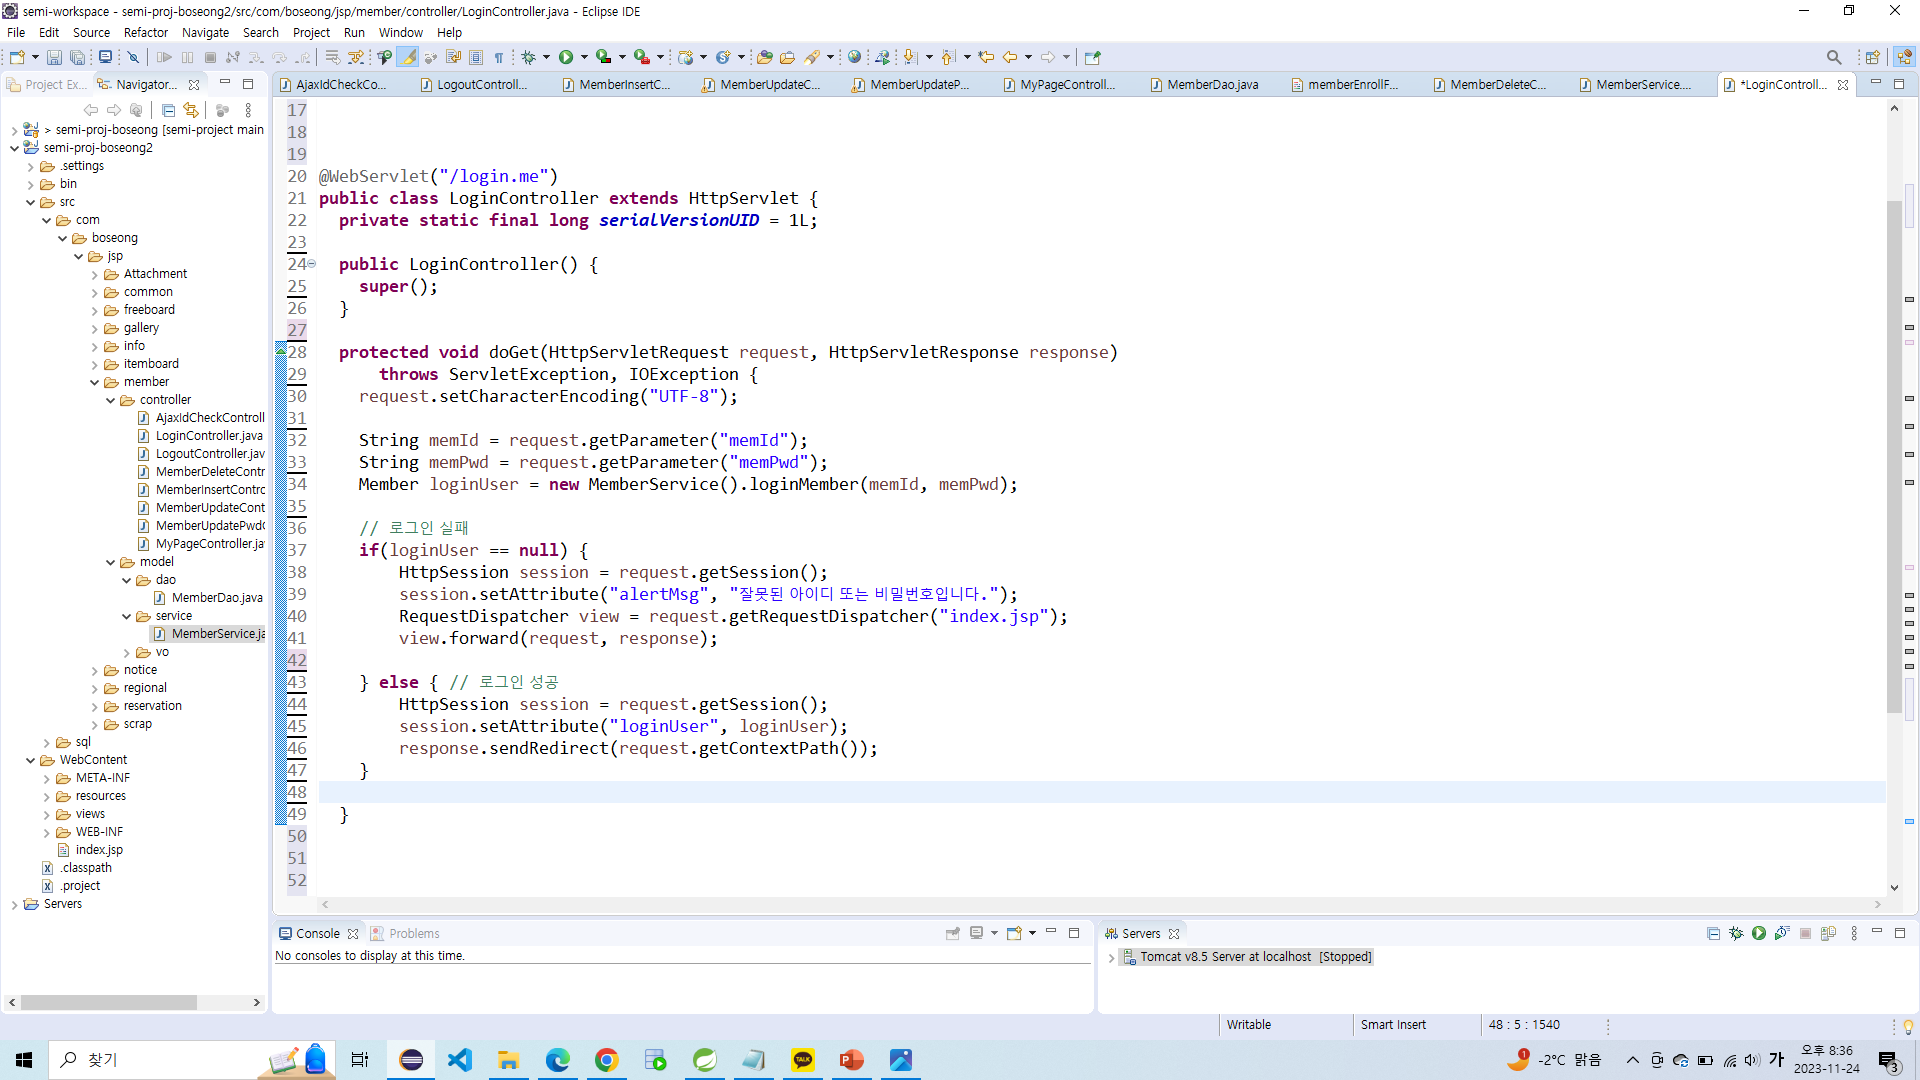 semi-workspace - semi-proj-boseong2/src/com/boseong/jsp/member/controller/LoginController.java - Eclipse IDE
File Edit Source Refactor Navigate Search Project Run Window Help
Project Ex... Navigator...
AjaxIdCheckCo... LogoutControll... MemberInsertC... MemberUpdateC... MemberUpdateP... MyPageControll... MemberDao.java memberEnrollF... MemberDeleteC... MemberService.... *LoginControll...
> semi-proj-boseong [semi-project main
semi-proj-boseong2
.settings
bin
src
com
boseong
jsp
Attachment
common
freeboard
gallery
info
itemboard
member
controller
AjaxIdCheckControll
LoginController.java
LogoutController.jav
MemberDeleteContr
MemberInsertContro
MemberUpdateCont
MemberUpdatePwdC
MyPageController.ja
model
dao
MemberDao.java
service
MemberService.ja
vo
notice
regional
reservation
scrap
sql
WebContent
META-INF
resources
views
WEB-INF
index.jsp
.classpath
.project
Servers
17
18
19
20 @WebServlet("/login.me")
21 public class LoginController extends HttpServlet {
22 private static final long serialVersionUID = 1L;
23
24 public LoginController() {
25 super();
26 }
27
28 protected void doGet(HttpServletRequest request, HttpServletResponse response)
29 throws ServletException, IOException {
30 request.setCharacterEncoding("UTF-8");
31
32 String memId = request.getParameter("memId");
33 String memPwd = request.getParameter("memPwd");
34 Member loginUser = new MemberService().loginMember(memId, memPwd);
35
36 // 로그인 실패
37 if(loginUser == null) {
38 HttpSession session = request.getSession();
39 session.setAttribute("alertMsg", "잘못된 아이디 또는 비밀번호입니다.");
40 RequestDispatcher view = request.getRequestDispatcher("index.jsp");
41 view.forward(request, response);
42
43 } else { // 로그인 성공
44 HttpSession session = request.getSession();
45 session.setAttribute("loginUser", loginUser);
46 response.sendRedirect(request.getContextPath());
47 }
48
49 }
50
51
52
Console Problems
No consoles to display at this time.
Servers
Tomcat v8.5 Server at localhost [Stopped]
Writable Smart Insert 48 : 5 : 1540
찾기
TALK
1
-2°C 맑음
가
오후 8:36
2023-11-24
3